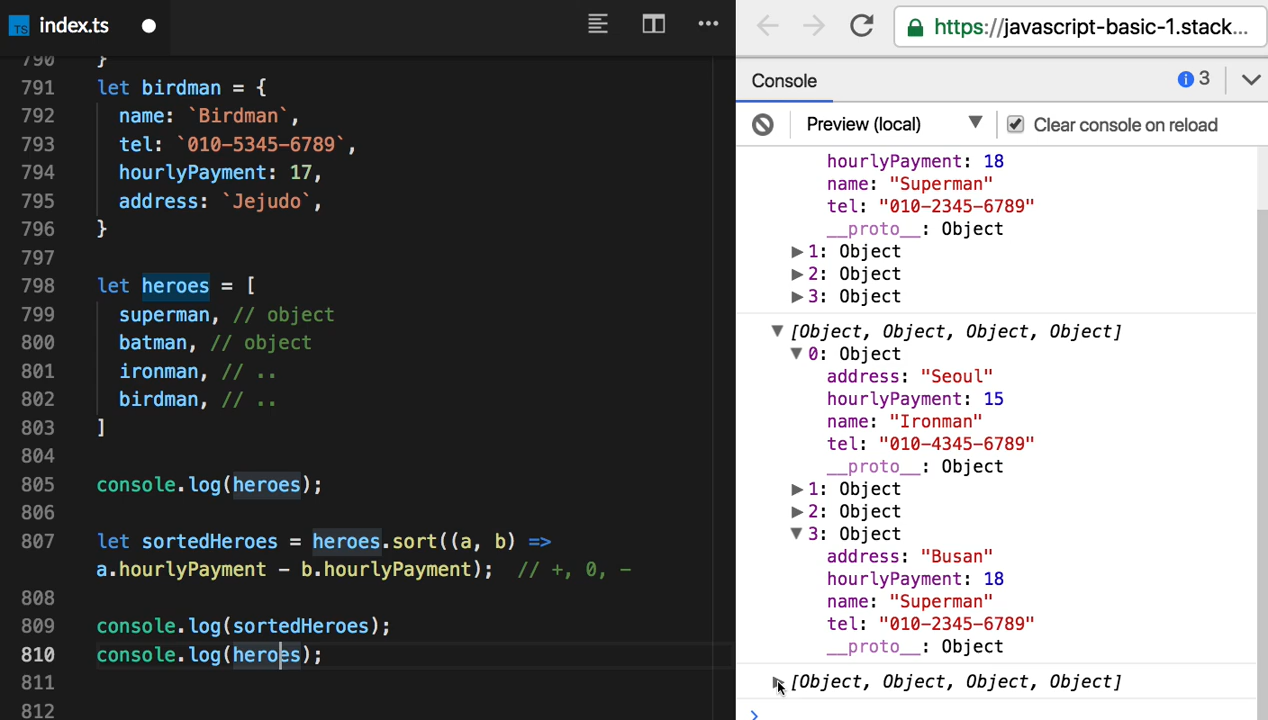 TS index.ts
790 }
791 let birdman = {
792 name: `Birdman`,
793 tel: `010-5345-6789`,
794 hourlyPayment: 17,
795 address: `Jejudo`,
796 }
797
798 let heroes = [
799 superman, // object
800 batman, // object
801 ironman, // ..
802 birdman, // ..
803 ]
804
805 console.log(heroes);
806
807 let sortedHeroes = heroes.sort((a, b) =>
a.hourlyPayment - b.hourlyPayment); // +, 0, -
808
809 console.log(sortedHeroes);
810 console.log(heroes);
811
812
https://javascript-basic-1.stack...
Console 3
Preview (local) Clear console on reload
hourlyPayment: 18
name: "Superman"
tel: "010-2345-6789"
__proto__: Object
1: Object
2: Object
3: Object
[Object, Object, Object, Object]
0: Object
address: "Seoul"
hourlyPayment: 15
name: "Ironman"
tel: "010-4345-6789"
__proto__: Object
1: Object
2: Object
3: Object
address: "Busan"
hourlyPayment: 18
name: "Superman"
tel: "010-2345-6789"
__proto__: Object
[Object, Object, Object, Object]